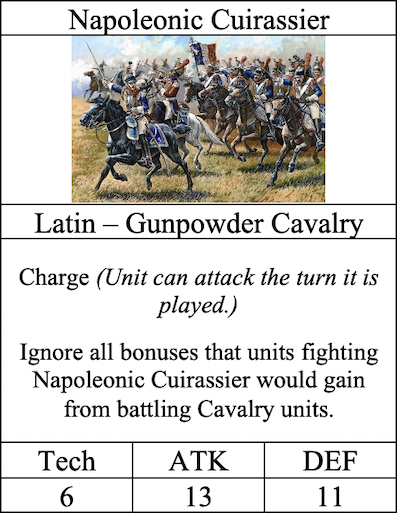 Napoleonic Cuirassier
Latin – Gunpowder Cavalry
Charge (Unit can attack the turn it is
played.)
Ignore all bonuses that units fighting
Napoleonic Cuirassier would gain
from battling Cavalry units.
Tech ATK DEF
6 13 11